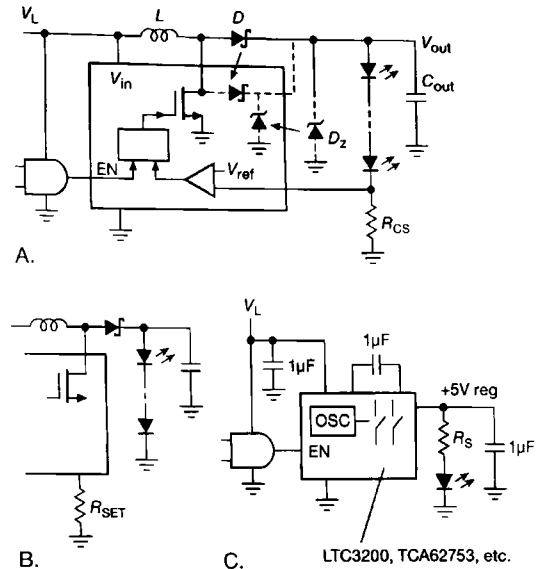 V_L
L
D
V_out
V_in
C_out
V_ref
D_z
EN
R_CS
A.
V_L
1µF
1µF
+5V reg
OSC
R_S
1µF
EN
R_SET
B.
C.
LTC3200, TCA62753, etc.